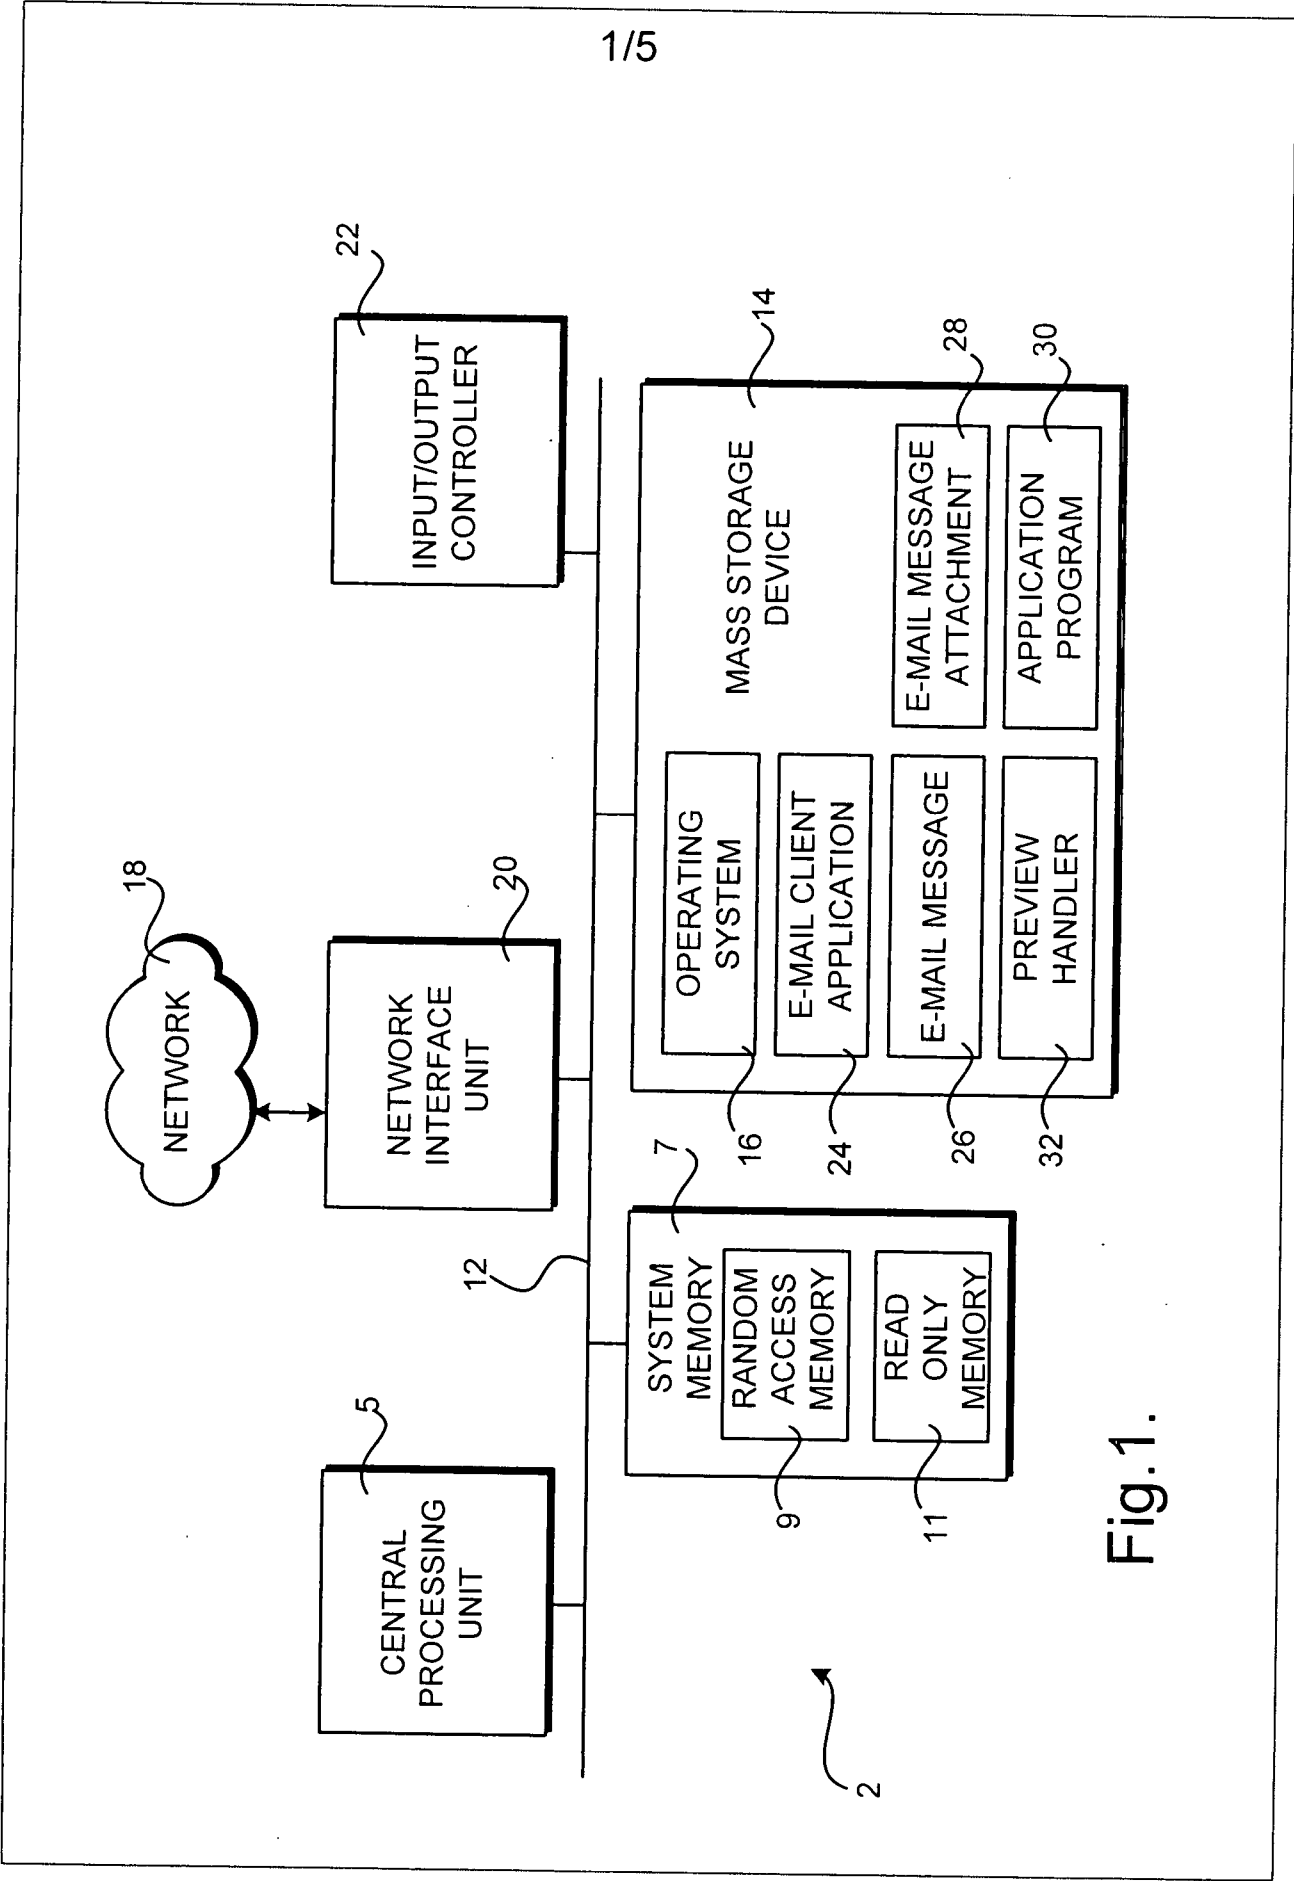 1/5
18
NETWORK
5
CENTRAL
PROCESSING
UNIT
20
NETWORK
INTERFACE
UNIT
22
INPUT/OUTPUT
CONTROLLER
12
7
SYSTEM
MEMORY
RANDOM
ACCESS
MEMORY
9
READ
ONLY
MEMORY
11
14
MASS STORAGE
DEVICE
OPERATING
SYSTEM
16
E-MAIL CLIENT
APPLICATION
24
E-MAIL MESSAGE
26
E-MAIL MESSAGE
ATTACHMENT
28
PREVIEW
HANDLER
32
APPLICATION
PROGRAM
30
2
Fig.1.